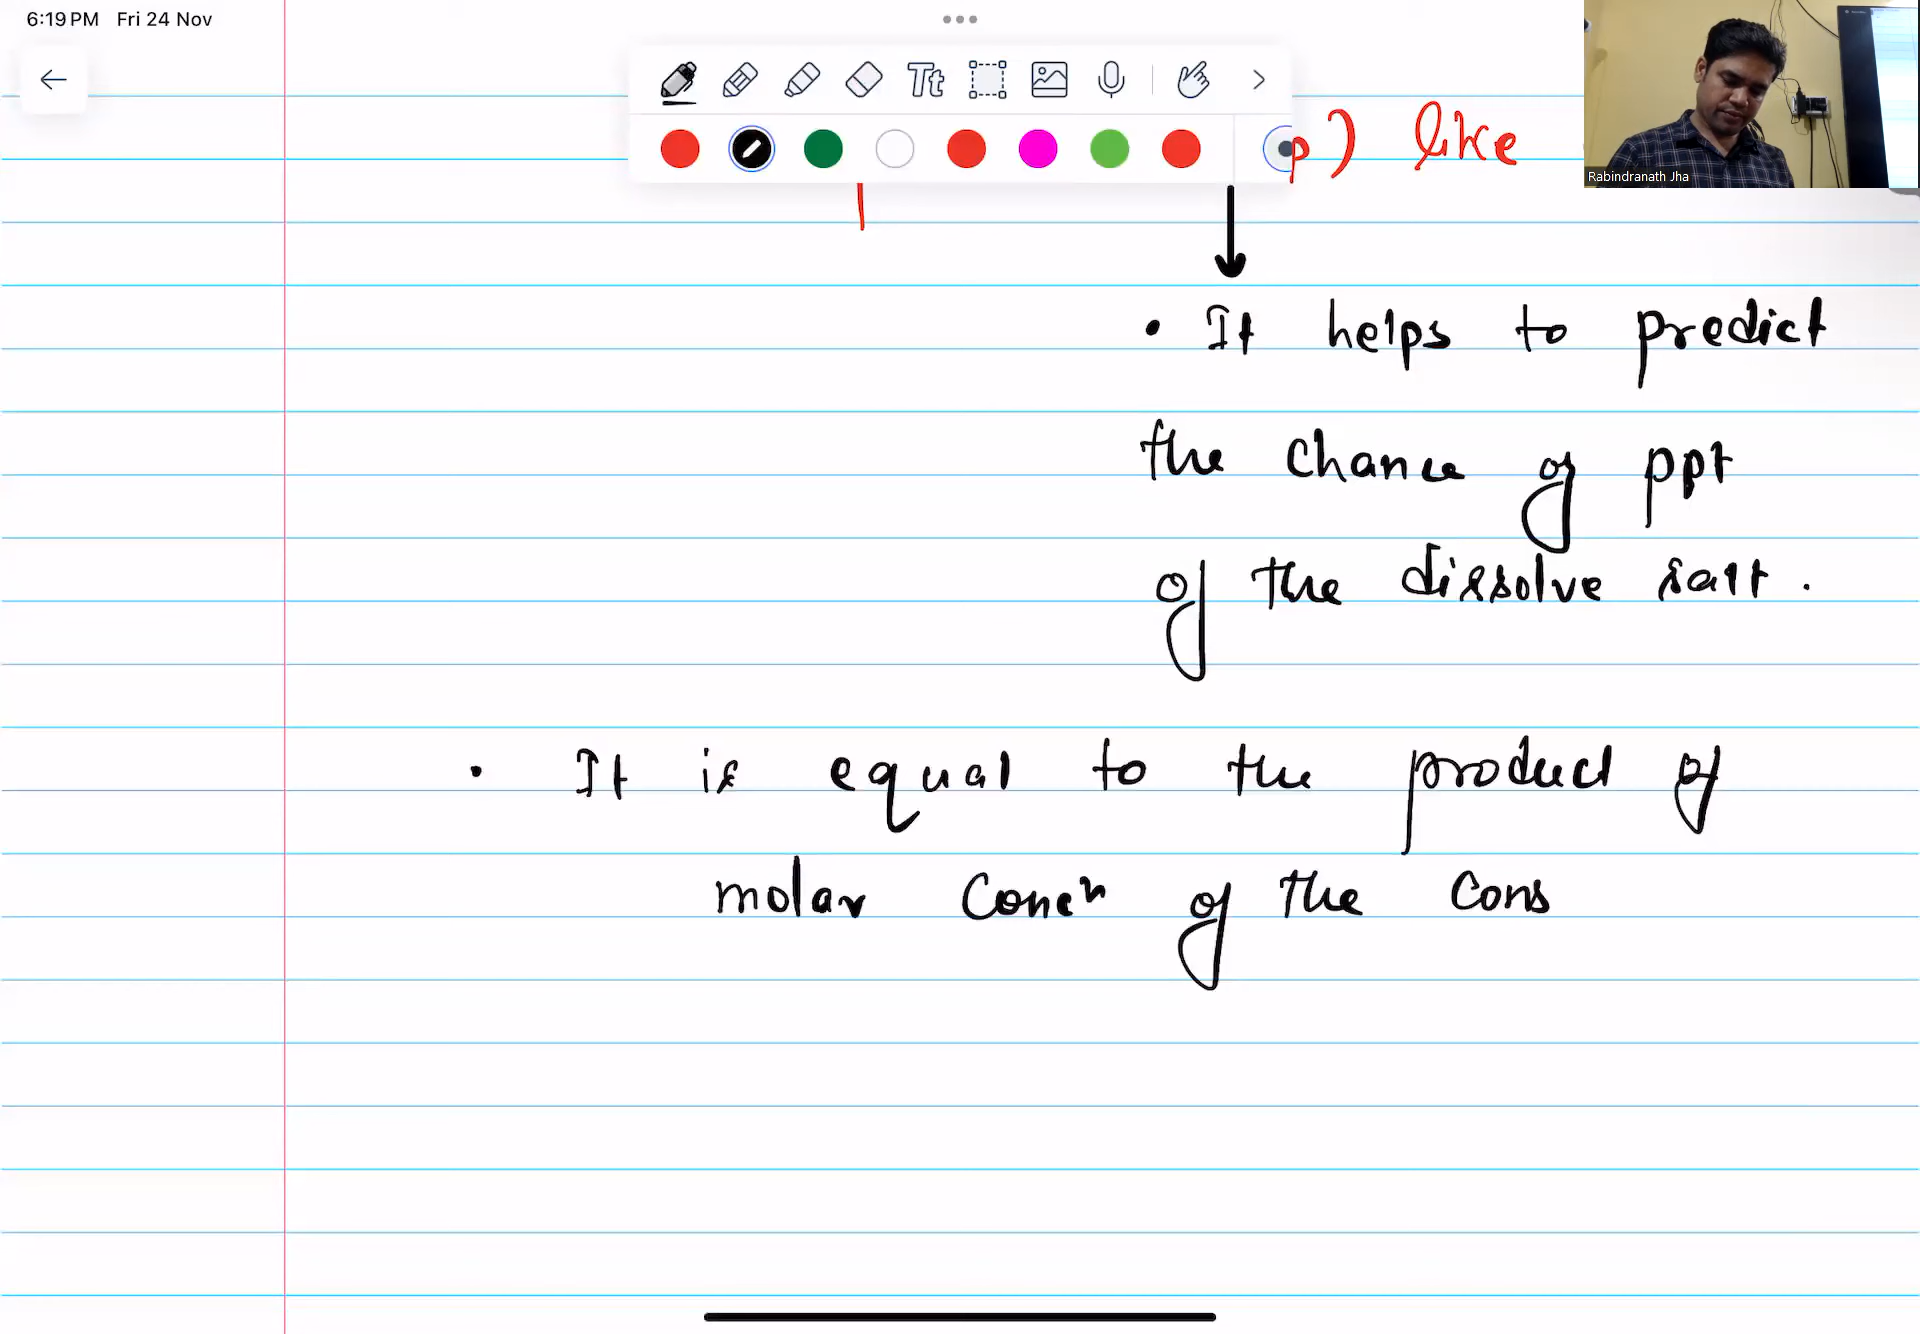 6:19 PM Fri 24 Nov
Tt
p) like
Rabindranath Jha
• It helps to predict
the chance of ppt
of the dissolve salt .
• It is equal to the product of
molar Concn of the Cons